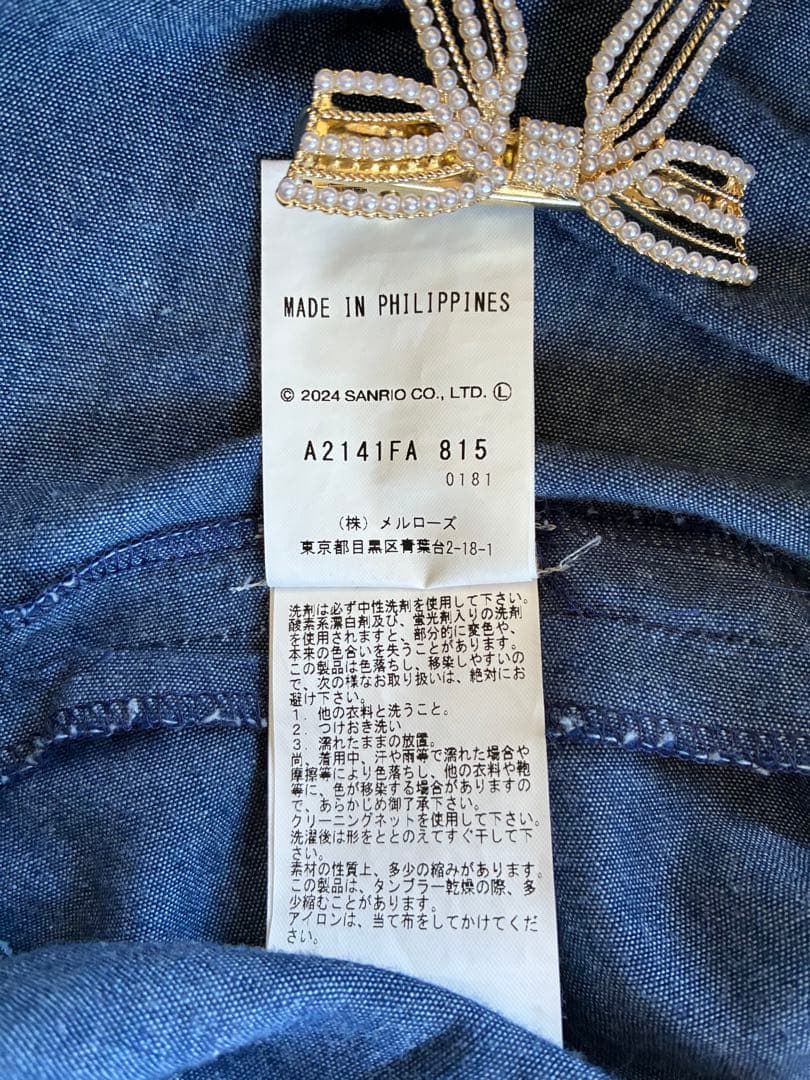 MADE IN PHILIPPINES
© 2024 SANRIO CO., LTD. Ⓛ
A2141FA 815
0181
(株) メルローズ
東京都目黒区青葉台2-18-1
洗剤は必ず中性洗剤を使用して下さい。
酸素系漂白剤及び、蛍光剤入りの洗剤
を使用されますと、部分的に変色や、
本来の色合いを失うことがあります。
この製品は色落ちし、移染しやすいの
で、次の様なお取り扱いは、絶対にお
避け下さい。
1．他の衣料と洗うこと。
2．つけおき洗い
3．濡れたままの放置。
尚、着用中、汗や雨等で濡れた場合や
摩擦等により色落ちし、他の衣料や鞄
等に、色が移染する場合がありますの
で、あらかじめ御了承下さい。
クリーニングネットを使用して下さい。
洗濯後は形をととのえてすぐ干して下
さい。
素材の性質上、多少の縮みがあります。
この製品は、タンブラー乾燥の際、多
少縮むことがあります。
アイロンは、当て布をしてかけてくだ
さい。